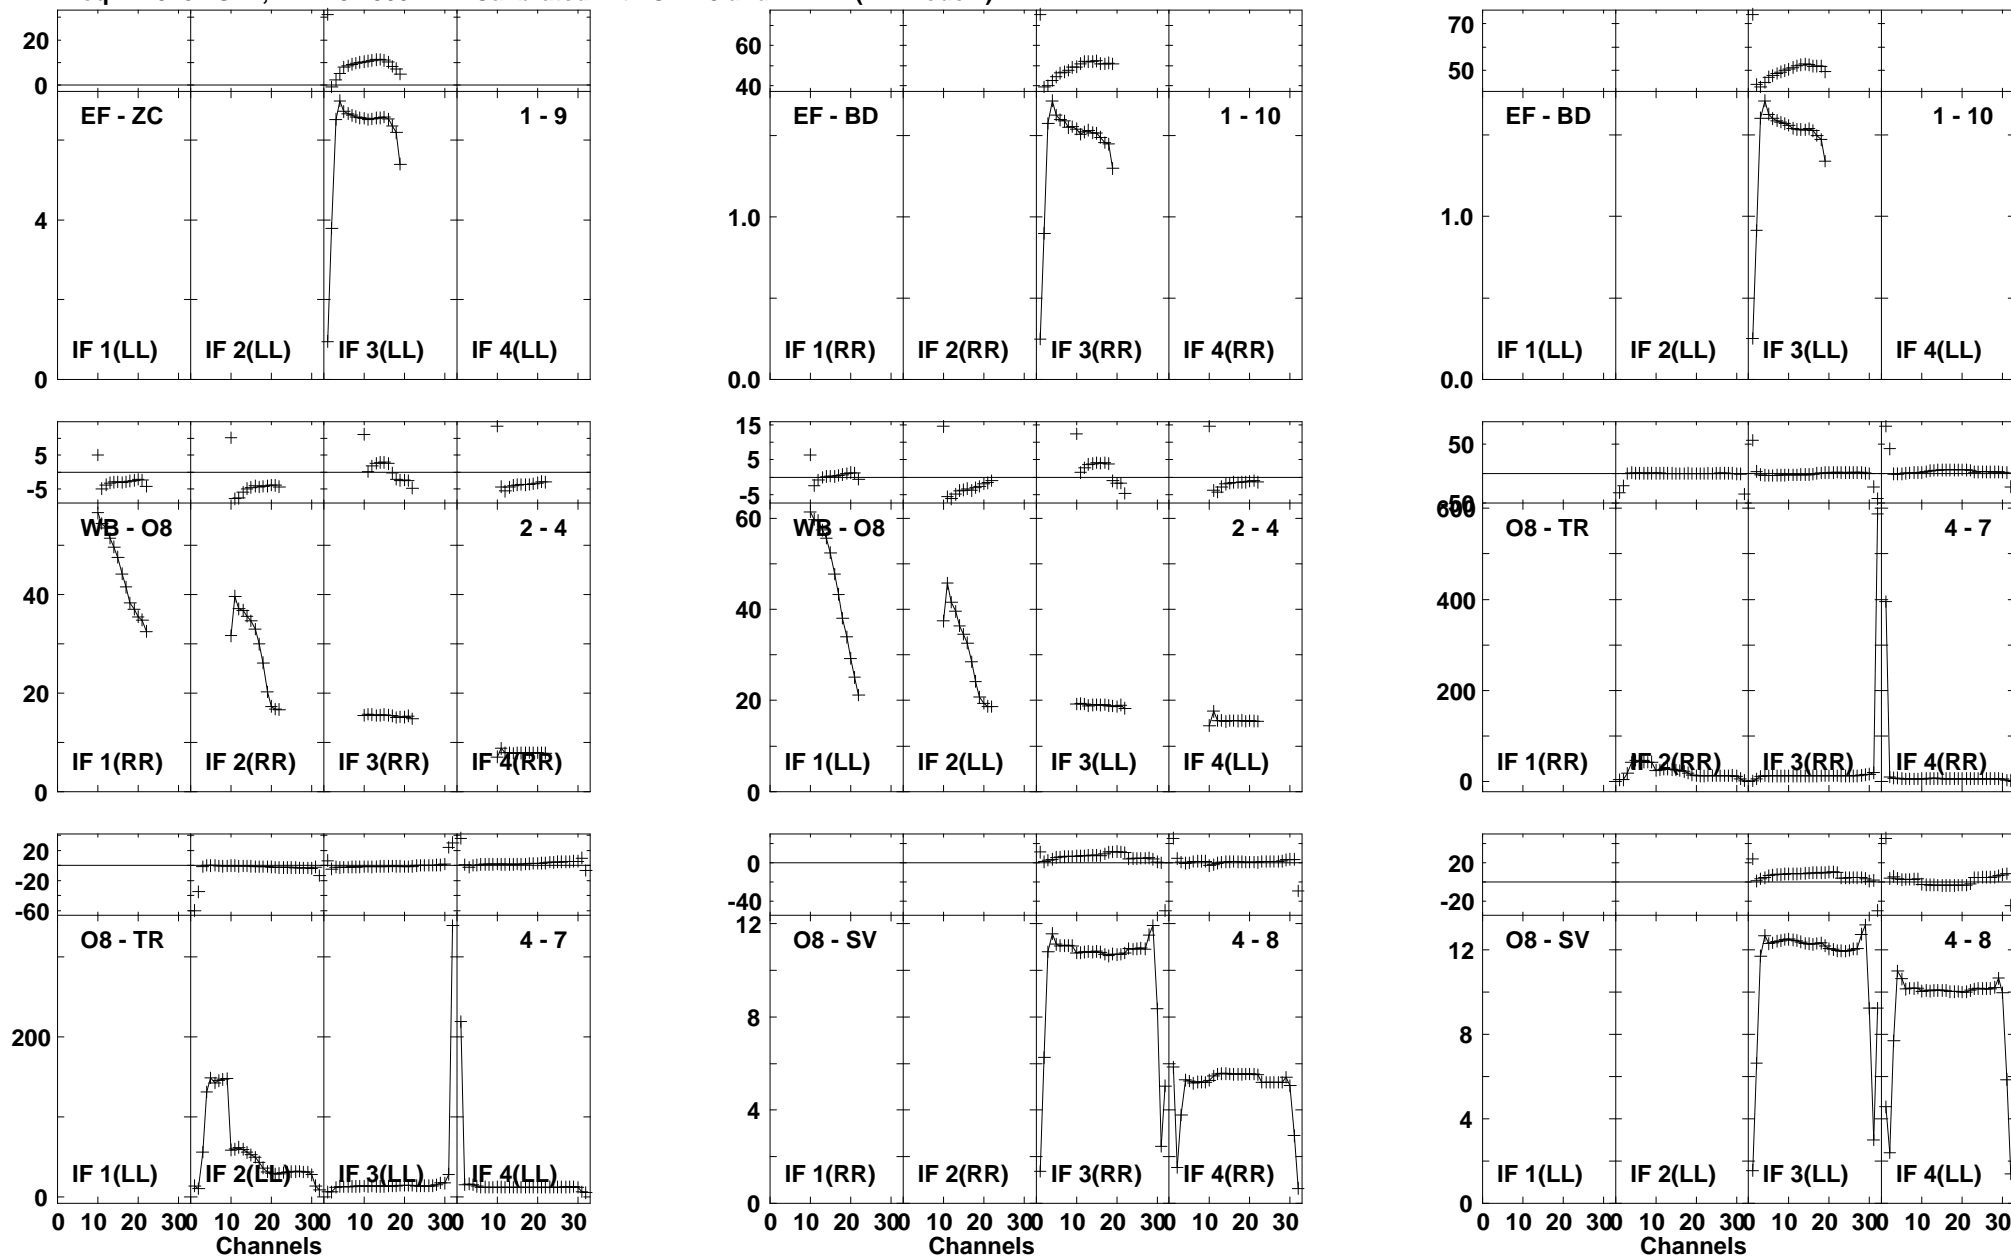 20
0
EF - ZC
1 - 9
4
0
IF 1(LL) IF 2(LL) IF 3(LL) IF 4(LL)
60
40
EF - BD
1 - 10
1.0
0.0
IF 1(RR) IF 2(RR) IF 3(RR) IF 4(RR)
70
50
EF - BD
1 - 10
1.0
0.0
IF 1(LL) IF 2(LL) IF 3(LL) IF 4(LL)
5
-5
WB - O8
2 - 4
40
20
0
IF 1(RR) IF 2(RR) IF 3(RR) IF 4(RR)
15
5
-5
WB - O8
2 - 4
60
40
20
0
IF 1(LL) IF 2(LL) IF 3(LL) IF 4(LL)
50
-50
600
O8 - TR
4 - 7
400
200
0
IF 1(RR) IF 2(RR) IF 3(RR) IF 4(RR)
20
-20
-60
O8 - TR
4 - 7
200
0
IF 1(LL) IF 2(LL) IF 3(LL) IF 4(LL)
0 10 20 30 0 10 20 30 0 10 20 30 0 10 20 30
Channels
0
-40
12
O8 - SV
4 - 8
8
4
0
IF 1(RR) IF 2(RR) IF 3(RR) IF 4(RR)
0 10 20 30 0 10 20 30 0 10 20 30 0 10 20 30
Channels
20
-20
O8 - SV
4 - 8
12
8
4
0
IF 1(LL) IF 2(LL) IF 3(LL) IF 4(LL)
0 10 20 30 0 10 20 30 0 10 20 30 0 10 20 30
Channels